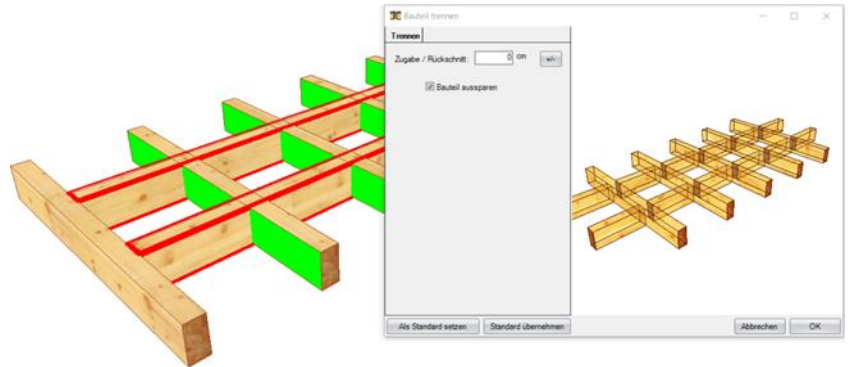 Bauteil trennen
Trennen
Zugabe / Rückschnitt: 0 cm +/-
Bauteil aussparen
Als Standard setzen Standard übernehmen Abbrechen OK